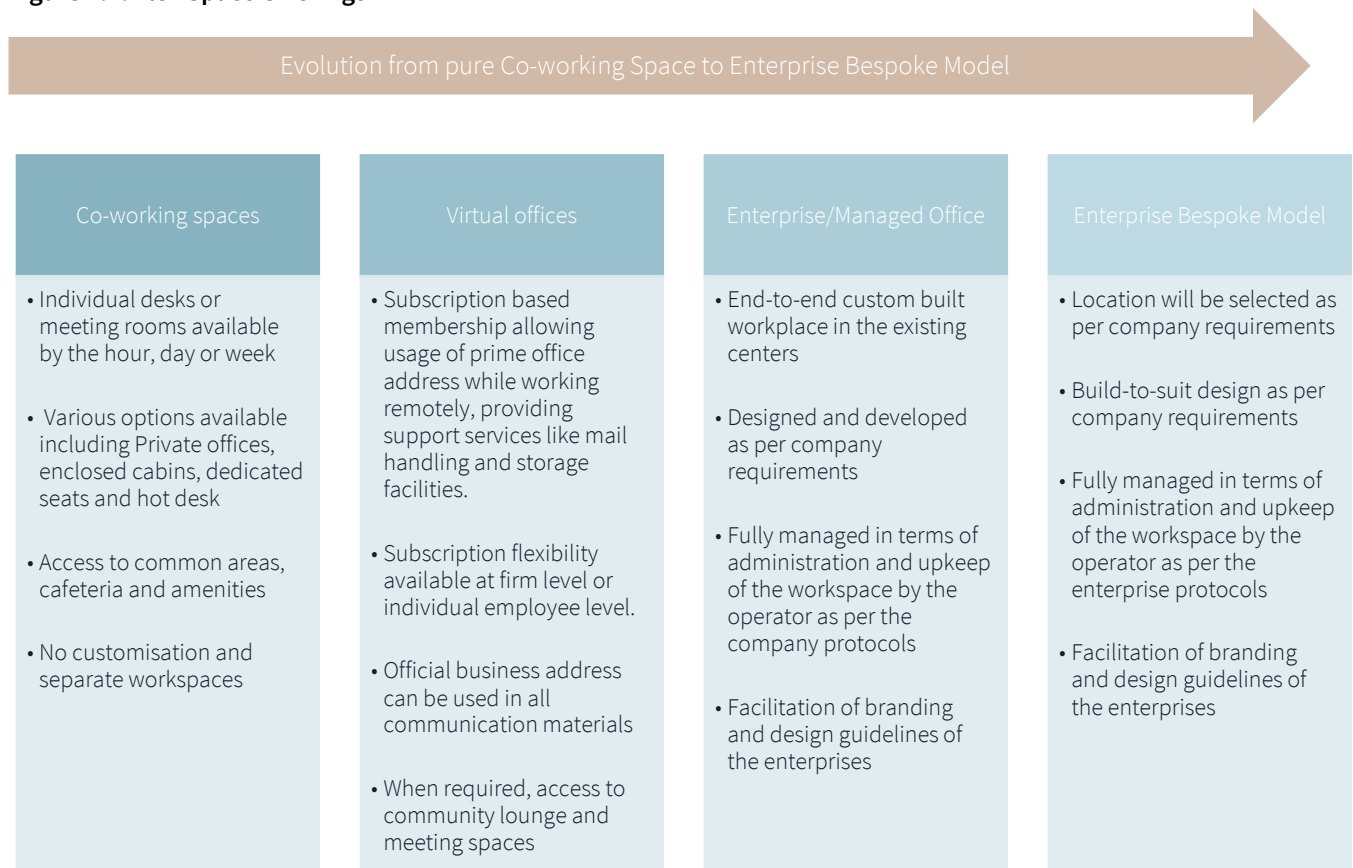 Evolution from pure Co-working Space to Enterprise Bespoke Model
Co-working spaces
• Individual desks or
meeting rooms available
by the hour, day or week
• Various options available
including Private offices,
enclosed cabins, dedicated
seats and hot desk
• Access to common areas,
cafeteria and amenities
• No customisation and
separate workspaces
Virtual offices
• Subscription based
membership allowing
usage of prime office
address while working
remotely, providing
support services like mail
handling and storage
facilities.
• Subscription flexibility
available at firm level or
individual employee level.
• Official business address
can be used in all
communication materials
• When required, access to
community lounge and
meeting spaces
Enterprise/Managed Office
• End-to-end custom built
workplace in the existing
centers
• Designed and developed
as per company
requirements
• Fully managed in terms of
administration and upkeep
of the workspace by the
operator as per the
company protocols
• Facilitation of branding
and design guidelines of
the enterprises
Enterprise Bespoke Model
• Location will be selected as
per company requirements
• Build-to-suit design as per
company requirements
• Fully managed in terms of
administration and upkeep
of the workspace by the
operator as per the
enterprise protocols
• Facilitation of branding
and design guidelines of
the enterprises